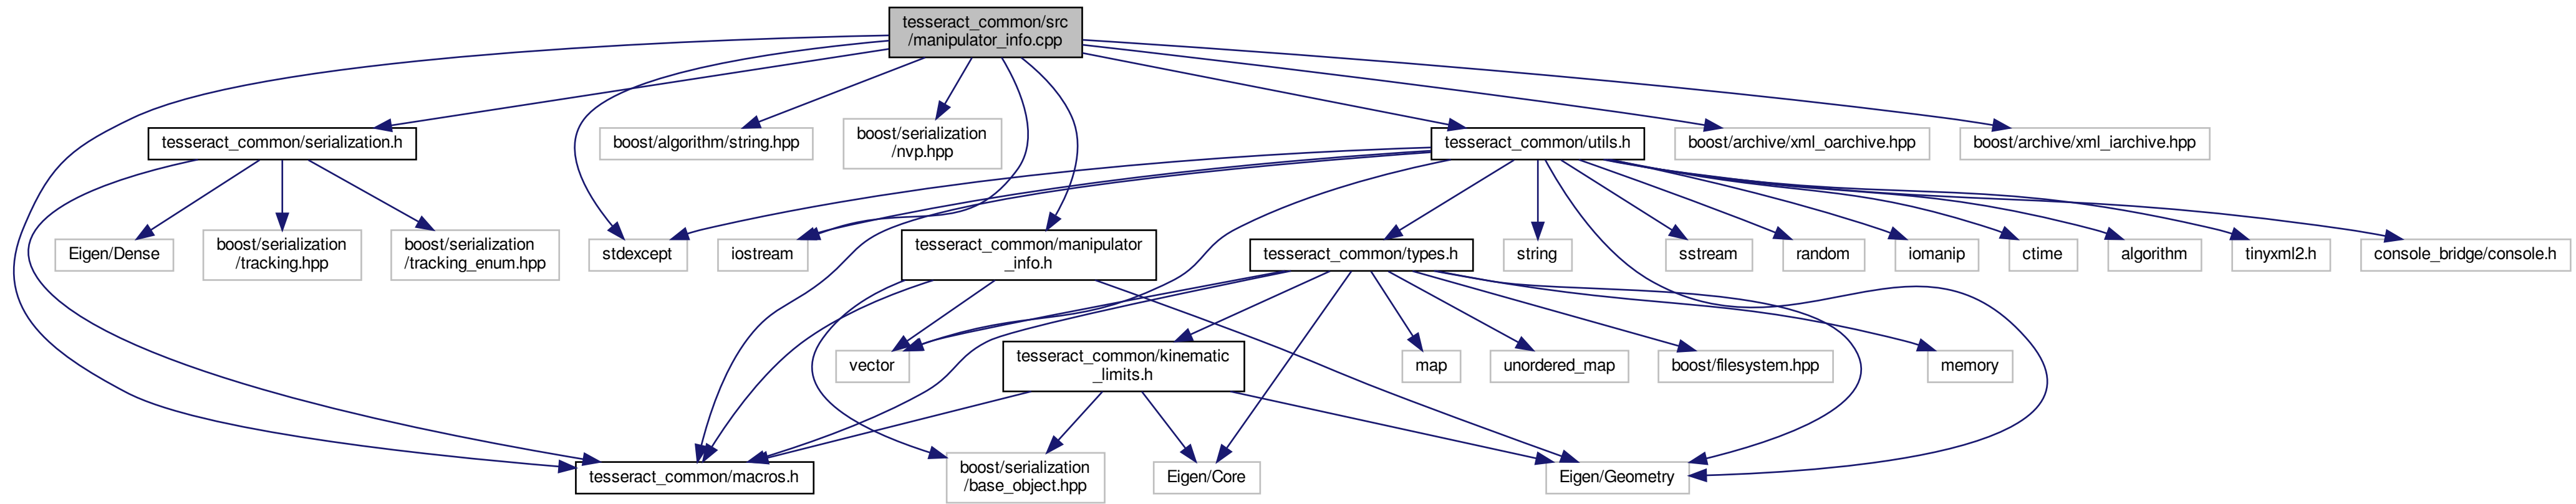 tesseract_common/src
/manipulator_info.cpp
tesseract_common/serialization.h
boost/algorithm/string.hpp
boost/serialization
/nvp.hpp
tesseract_common/utils.h
boost/archive/xml_oarchive.hpp
boost/archive/xml_iarchive.hpp
Eigen/Dense
boost/serialization
/tracking.hpp
boost/serialization
/tracking_enum.hpp
stdexcept
iostream
tesseract_common/manipulator
_info.h
tesseract_common/types.h
string
sstream
random
iomanip
ctime
algorithm
tinyxml2.h
console_bridge/console.h
vector
tesseract_common/kinematic
_limits.h
map
unordered_map
boost/filesystem.hpp
memory
tesseract_common/macros.h
boost/serialization
/base_object.hpp
Eigen/Core
Eigen/Geometry